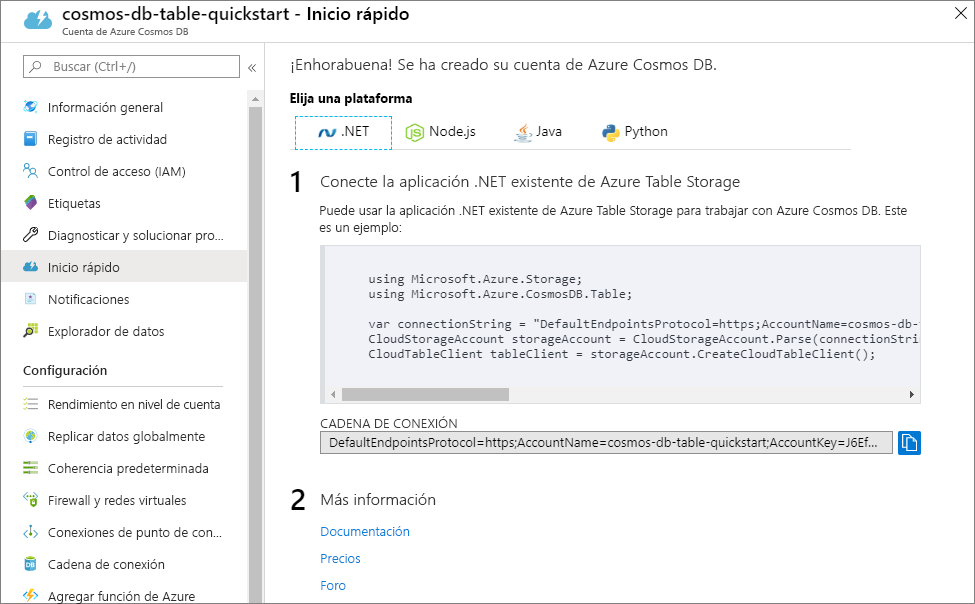 cosmos-db-table-quickstart - Inicio rápido
Cuenta de Azure Cosmos DB
Buscar (Ctrl+/)
«
Información general
Registro de actividad
Control de acceso (IAM)
Etiquetas
Diagnosticar y solucionar pro...
Inicio rápido
Notificaciones
Explorador de datos
Configuración
Rendimiento en nivel de cuenta
Replicar datos globalmente
Coherencia predeterminada
Firewall y redes virtuales
Conexiones de punto de con...
Cadena de conexión
Agregar función de Azure
¡Enhorabuena! Se ha creado su cuenta de Azure Cosmos DB.
Elija una plataforma
.NET Node.js Java Python
1 Conecte la aplicación .NET existente de Azure Table Storage
Puede usar la aplicación .NET existente de Azure Table Storage para trabajar con Azure Cosmos DB. Este
es un ejemplo:
using Microsoft.Azure.Storage;
using Microsoft.Azure.CosmosDB.Table;
var connectionString = "DefaultEndpointsProtocol=https;AccountName=cosmos-db-
CloudStorageAccount storageAccount = CloudStorageAccount.Parse(connectionStri
CloudTableClient tableClient = storageAccount.CreateCloudTableClient();
CADENA DE CONEXIÓN
DefaultEndpointsProtocol=https;AccountName=cosmos-db-table-quickstart;AccountKey=J6Ef...
2 Más información
Documentación
Precios
Foro